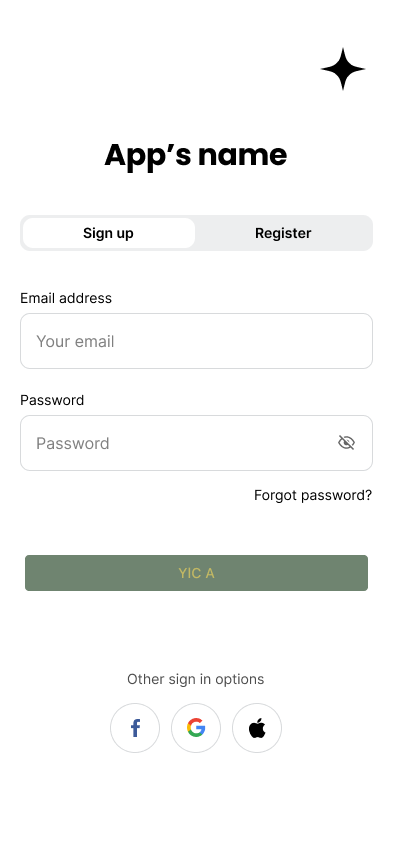 App’s name
Sign up
Register
Email address
Your email
Password
Password
Forgot password?
YIC A
Other sign in options